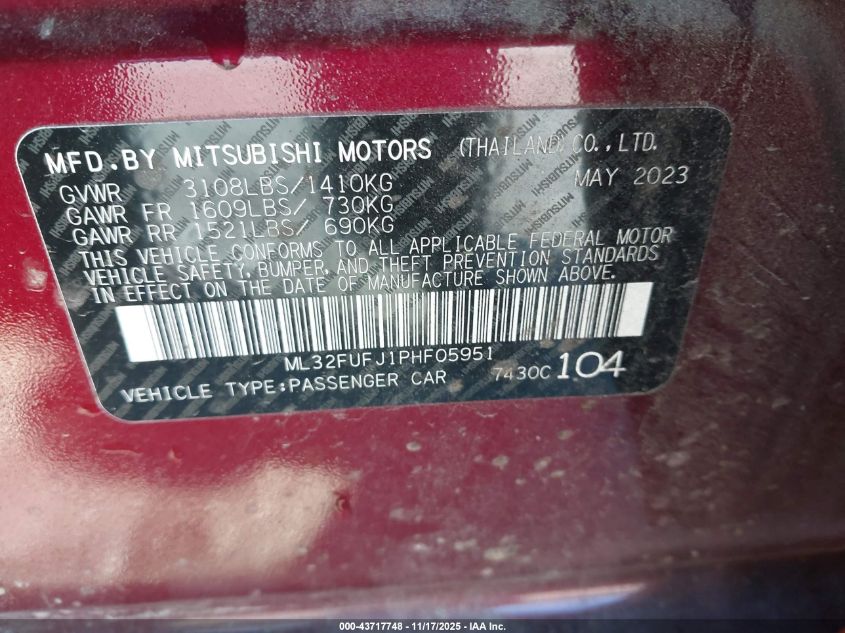 MFD.BY MITSUBISHI MOTORS (THAILAND) CO., LTD.
GVWR 3108LBS/1410KG MAY 2023
GAWR FR 1609LBS/ 730KG
GAWR RR 1521LBS/ 690KG
THIS VEHICLE CONFORMS TO ALL APPLICABLE FEDERAL MOTOR
VEHICLE SAFETY, BUMPER, AND THEFT PREVENTION STANDARDS
IN EFFECT ON THE DATE OF MANUFACTURE SHOWN ABOVE.
ML32FUFJ1PHF05951
VEHICLE TYPE:PASSENGER CAR 7430C 104
000-43717748 - 11/17/2025 - IAA Inc.